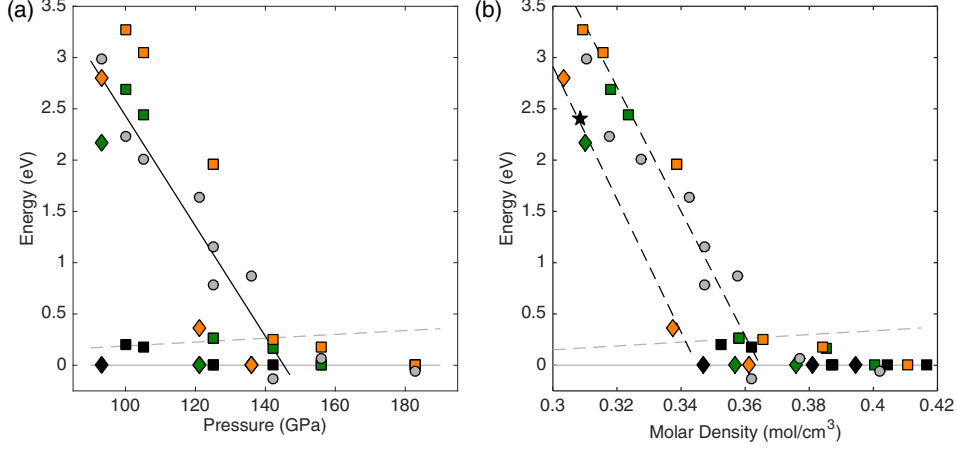 (a)
3.5
3
2.5
2
1.5
1
0.5
0
Energy (eV)
100 120 140 160 180
Pressure (GPa)
(b)
3.5
3
2.5
2
1.5
1
0.5
0
Energy (eV)
0.3 0.32 0.34 0.36 0.38 0.4 0.42
Molar Density (mol/cm³)